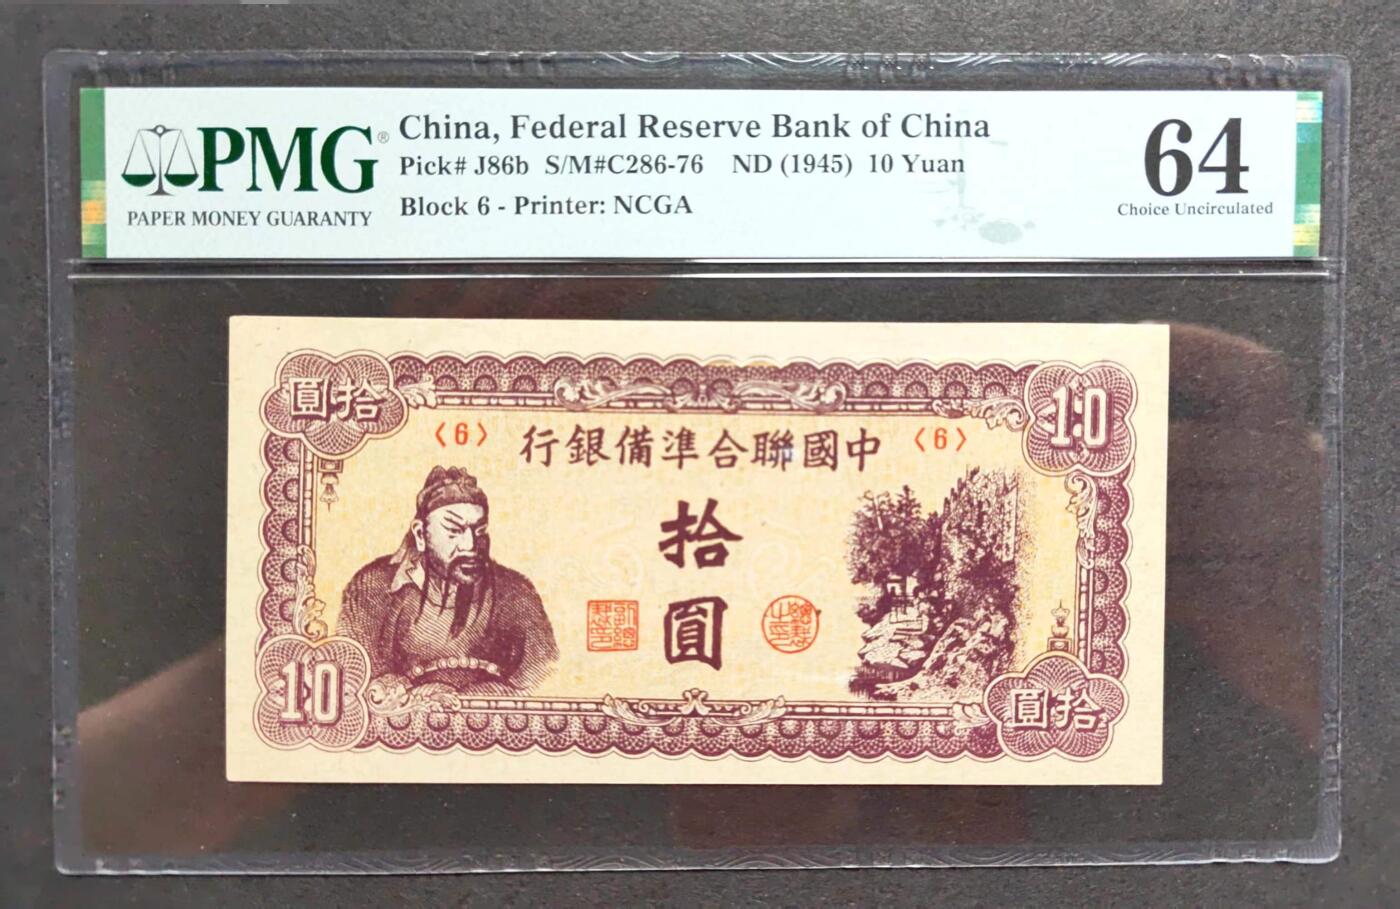 PMG®
PAPER MONEY GUARANTY
China, Federal Reserve Bank of China
Pick# J86b S/M#C286-76 ND (1945) 10 Yuan
Block 6 - Printer: NCGA
64
Choice Uncirculated
拾圓
10
〈6〉
中國聯合準備銀行
〈6〉
拾
圓
10
拾圓